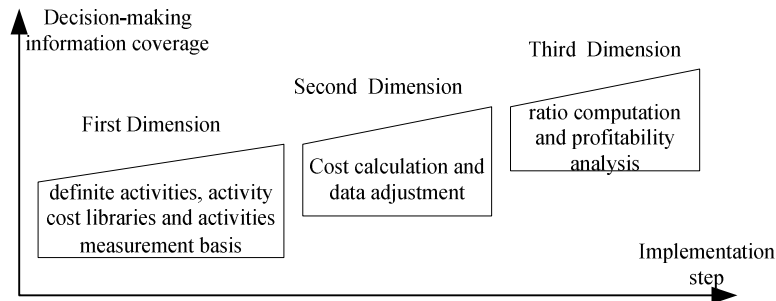 Decision-making
information coverage
Third Dimension
Second Dimension
First Dimension
ratio computation
and profitability
analysis
Cost calculation and
data adjustment
definite activities, activity
cost libraries and activities
measurement basis
Implementation
step